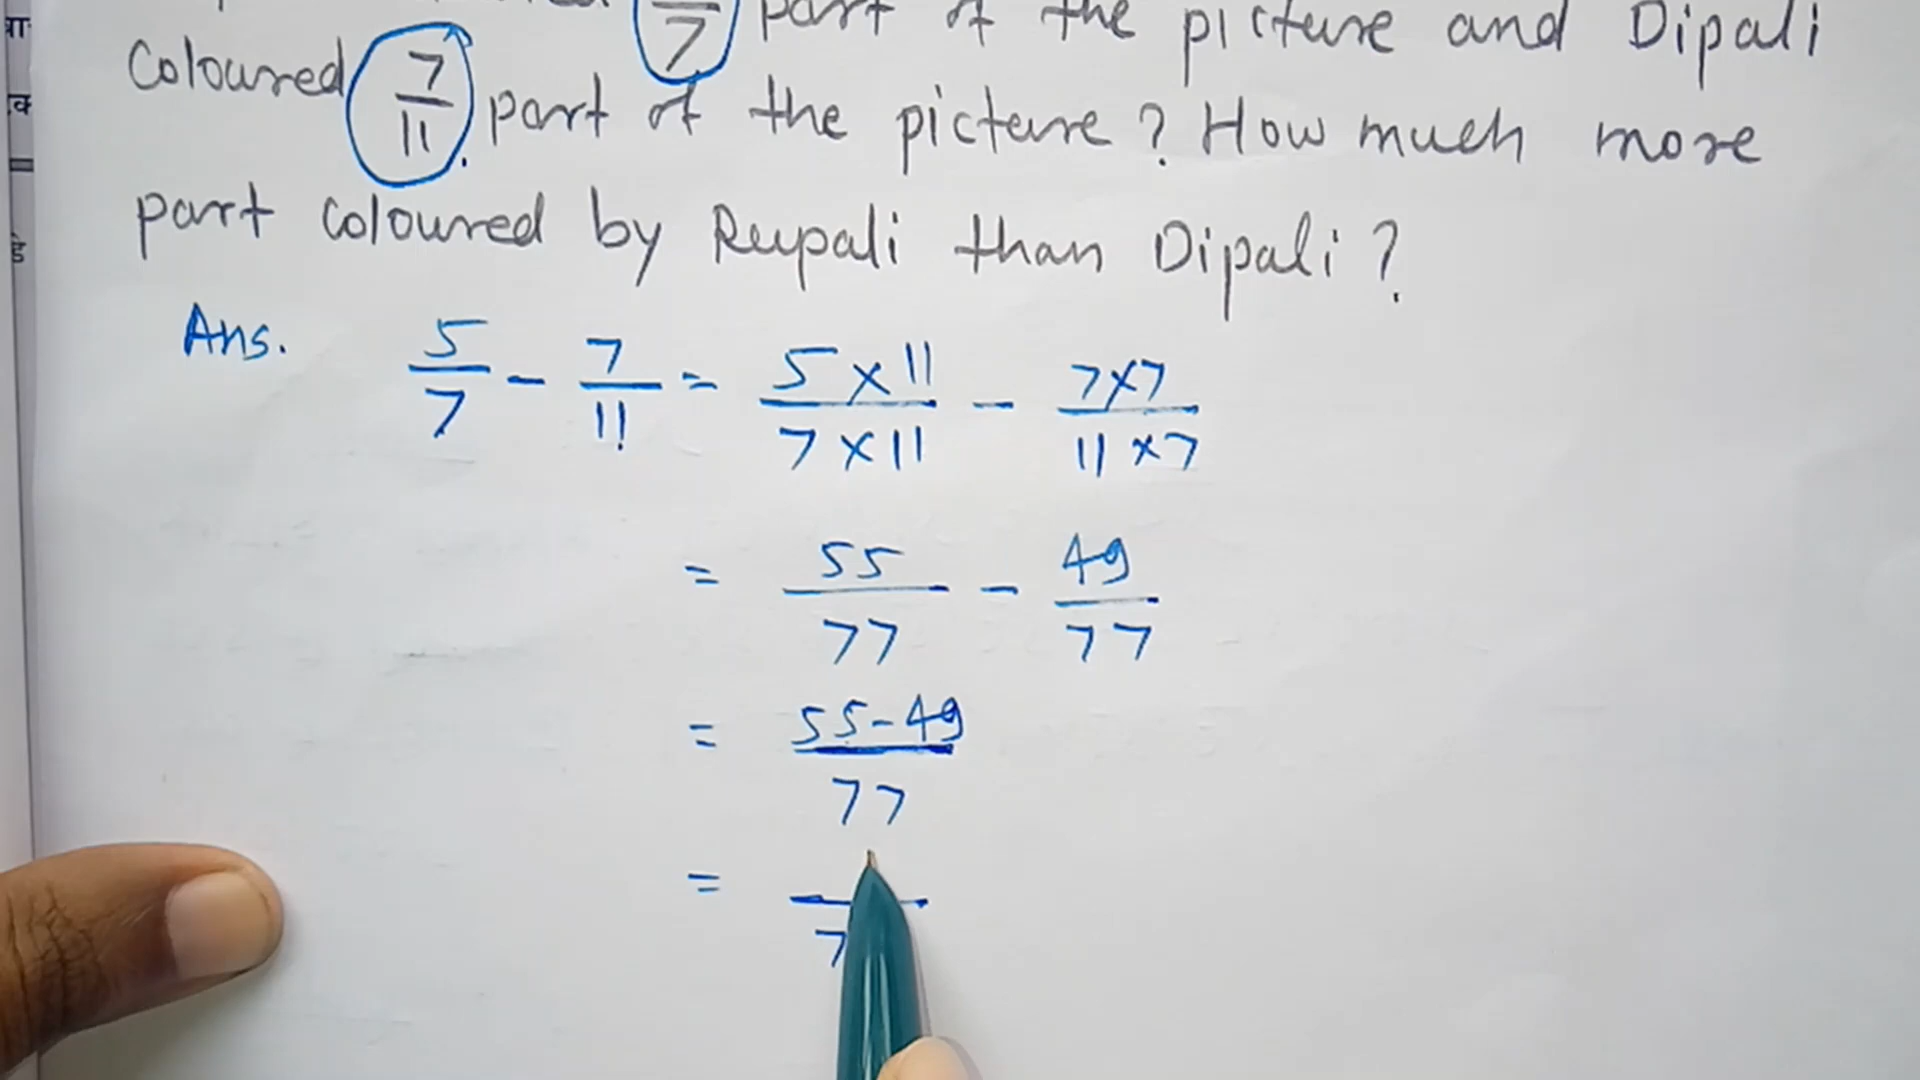 7 part of the picture and Dipali
Coloured 7/11 part of the picture? How much more
part coloured by Rupali than Dipali?
Ans. 5/7 - 7/11 = 5×11/7×11 - 7×7/11×7
= 55/77 - 49/77
= 55-49/77
= 7